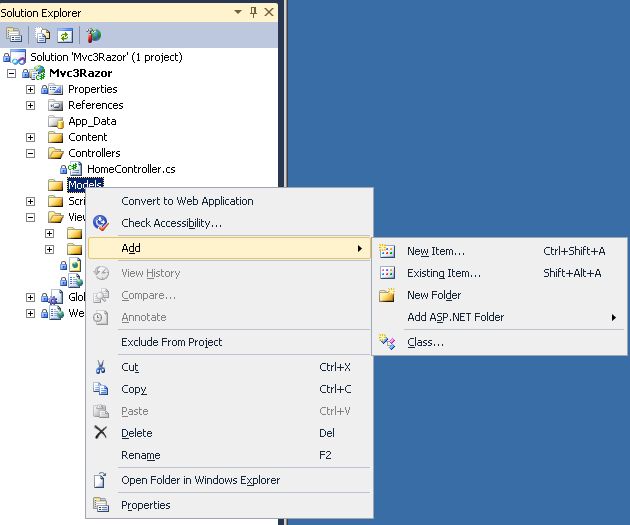 Solution Explorer
Solution 'Mvc3Razor' (1 project)
Mvc3Razor
Properties
References
App_Data
Content
Controllers
HomeController.cs
Models
Scri
View
Glob
We
Convert to Web Application
Check Accessibility...
Add
View History
Compare...
Annotate
Exclude From Project
Cut Ctrl+X
Copy Ctrl+C
Paste Ctrl+V
Delete Del
Rename F2
Open Folder in Windows Explorer
Properties
New Item... Ctrl+Shift+A
Existing Item... Shift+Alt+A
New Folder
Add ASP.NET Folder
Class...